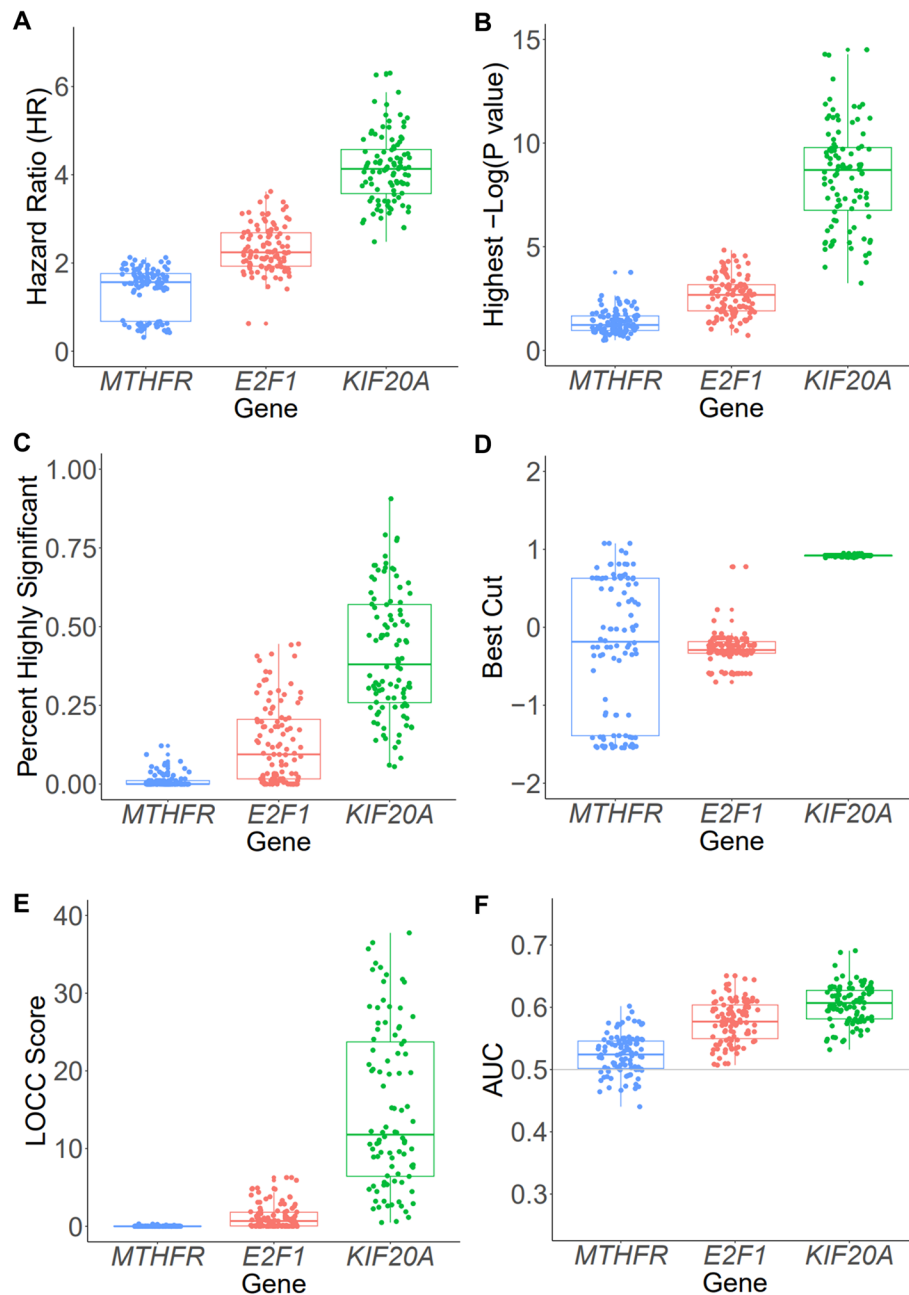 A
Hazard Ratio (HR)
6
4
2
0
MTHFR E2F1 KIF20A
Gene
B
Highest −Log(P value)
15
10
5
0
MTHFR E2F1 KIF20A
Gene
C
Percent Highly Significant
1.00
0.75
0.50
0.25
0.00
MTHFR E2F1 KIF20A
Gene
D
Best Cut
2
1
0
−1
−2
MTHFR E2F1 KIF20A
Gene
E
LOCC Score
40
30
20
10
0
MTHFR E2F1 KIF20A
Gene
F
AUC
0.7
0.6
0.5
0.4
0.3
MTHFR E2F1 KIF20A
Gene